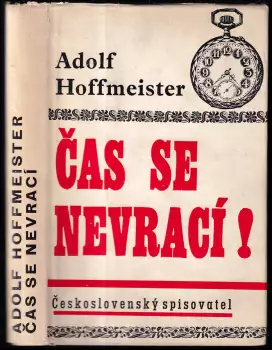 Adolf
Hoffmeister
ČAS SE
NEVRACÍ!
Československý spisovatel
ADOLF HOFFMEISTER
ČAS SE NEVRACÍ